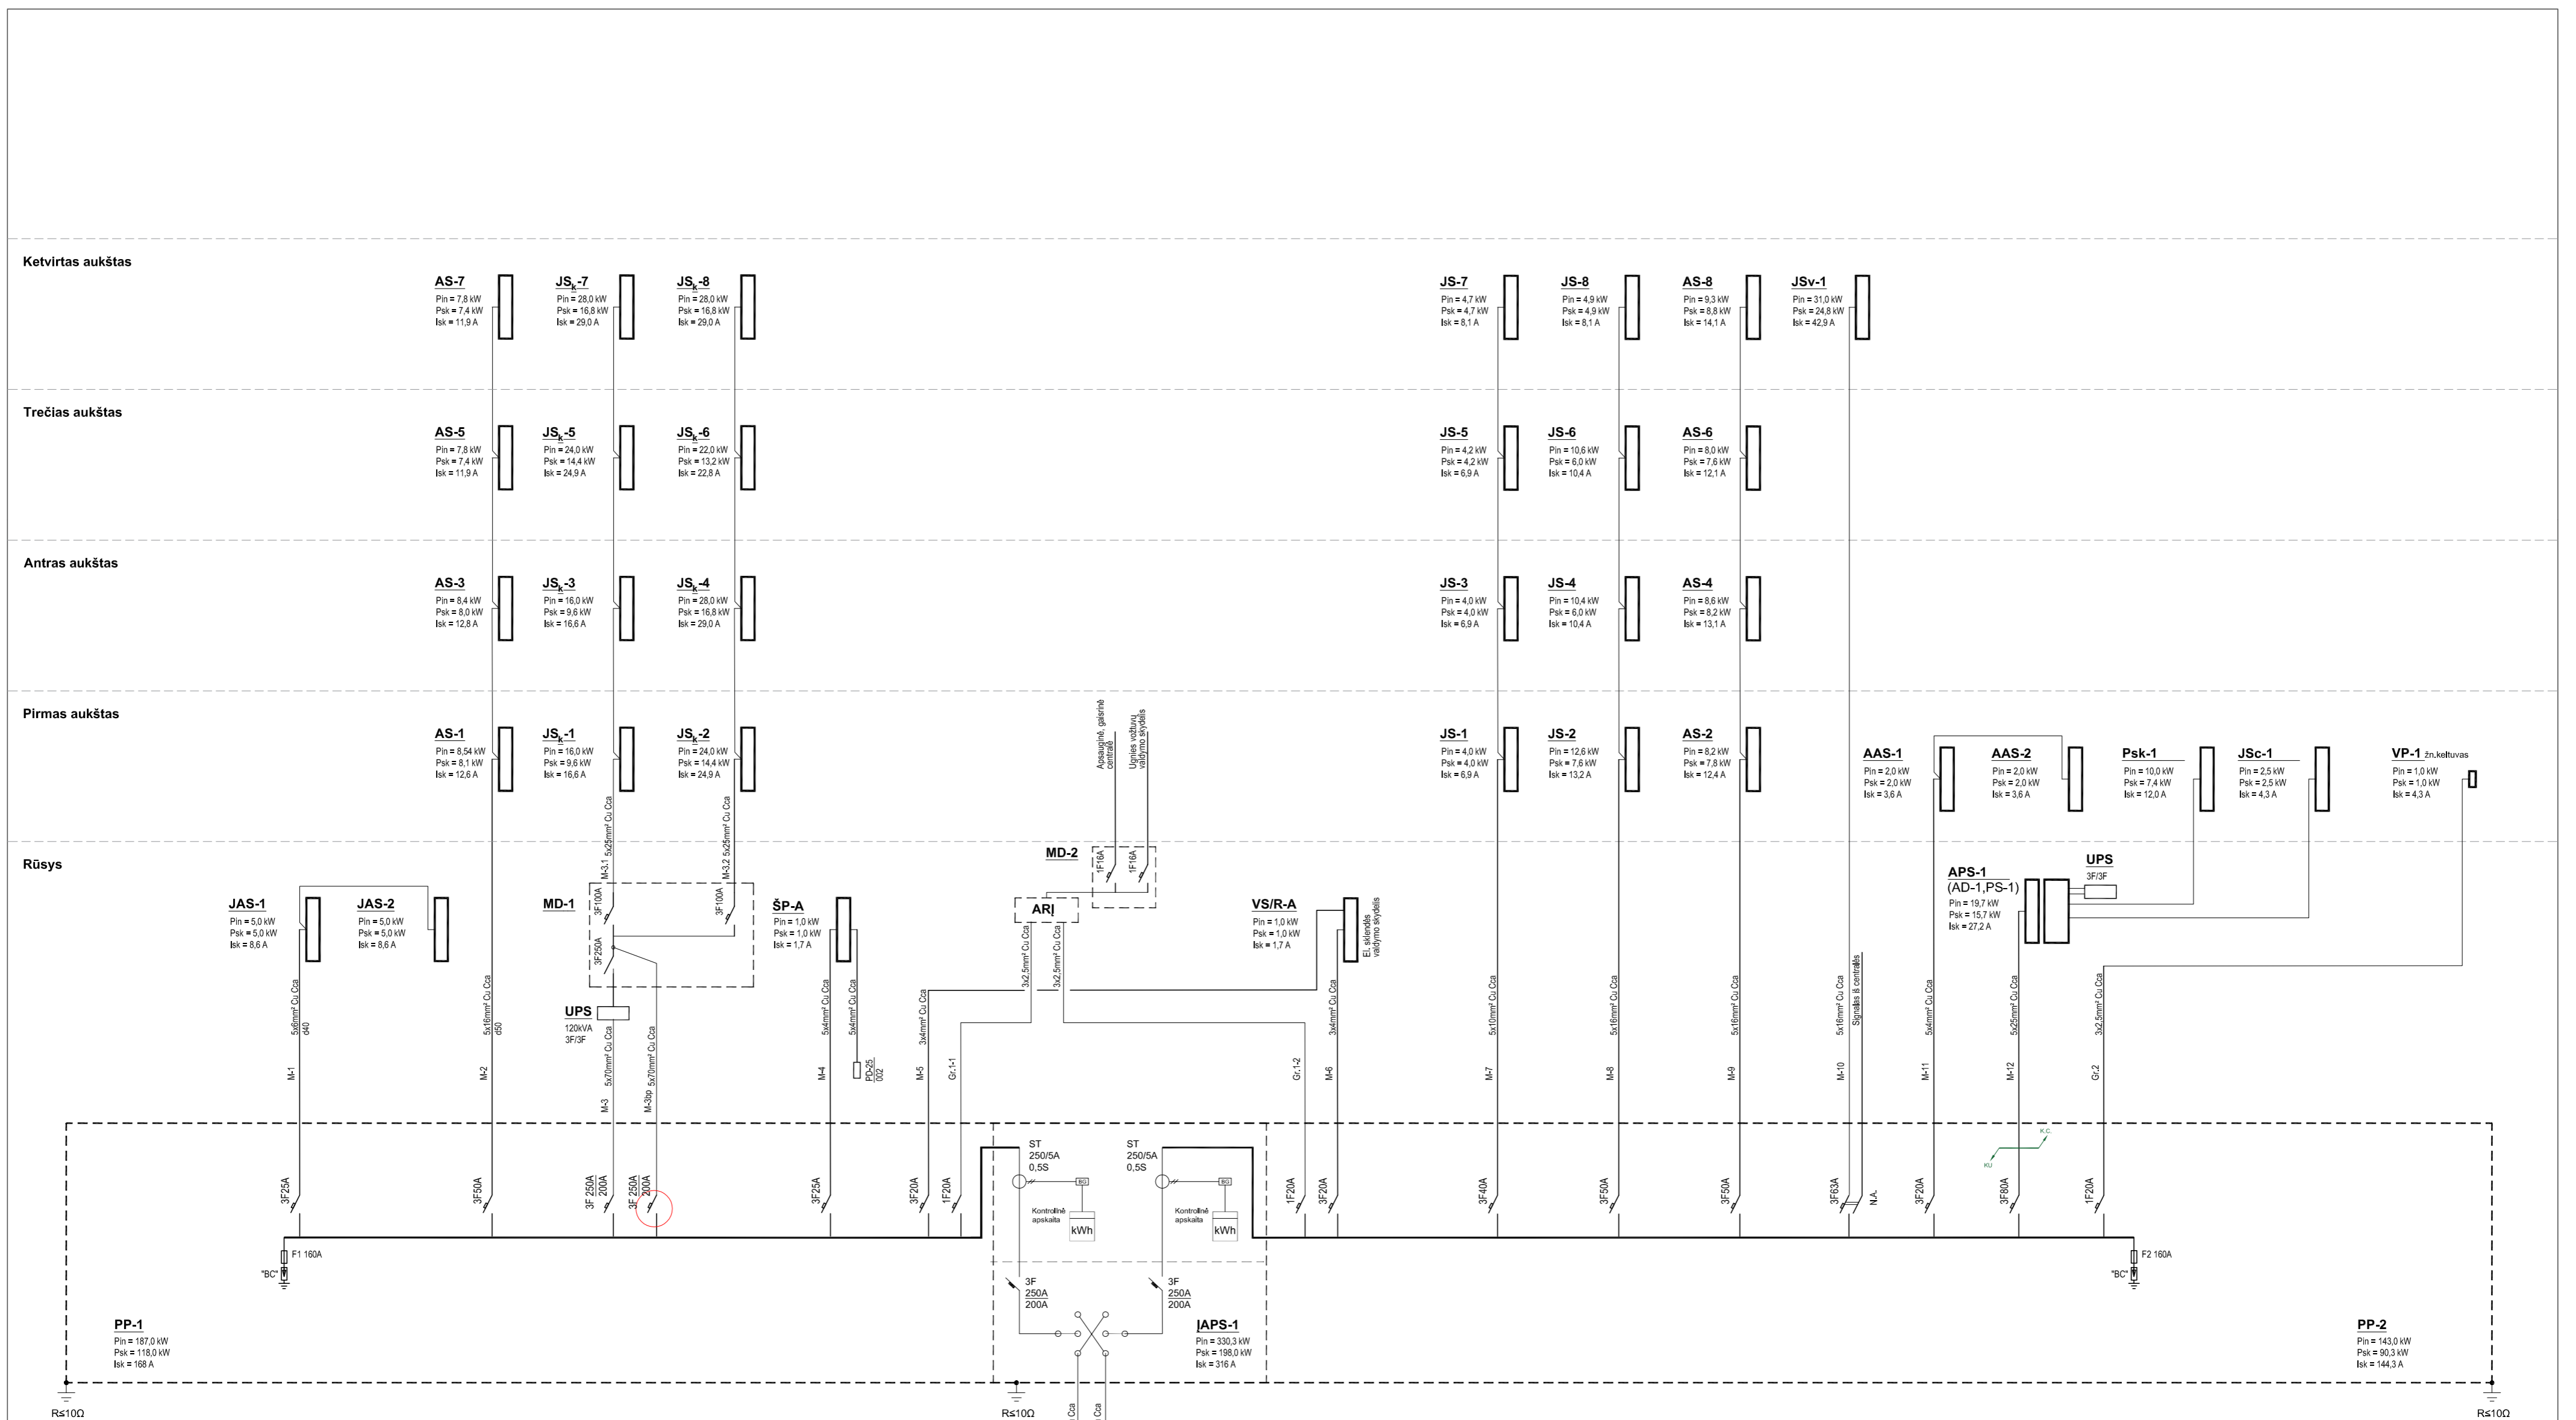 Ketvirtas aukštas
AS-7
Pin = 7,8 kW
Psk = 7,4 kW
Isk = 11,9 A
JSk-7
Pin = 28,0 kW
Psk = 16,8 kW
Isk = 29,0 A
JSk-8
Pin = 28,0 kW
Psk = 16,8 kW
Isk = 29,0 A
JS-7
Pin = 4,7 kW
Psk = 4,7 kW
Isk = 8,1 A
JS-8
Pin = 4,9 kW
Psk = 4,9 kW
Isk = 8,1 A
AS-8
Pin = 9,3 kW
Psk = 8,8 kW
Isk = 14,1 A
JSv-1
Pin = 31,0 kW
Psk = 24,8 kW
Isk = 42,9 A
Trečias aukštas
AS-5
Pin = 7,8 kW
Psk = 7,4 kW
Isk = 11,9 A
JSk-5
Pin = 24,0 kW
Psk = 14,4 kW
Isk = 24,9 A
JSk-6
Pin = 22,0 kW
Psk = 13,2 kW
Isk = 22,8 A
JS-5
Pin = 4,2 kW
Psk = 4,2 kW
Isk = 6,9 A
JS-6
Pin = 10,6 kW
Psk = 6,0 kW
Isk = 10,4 A
AS-6
Pin = 8,0 kW
Psk = 7,6 kW
Isk = 12,1 A
Antras aukštas
AS-3
Pin = 8,4 kW
Psk = 8,0 kW
Isk = 12,8 A
JSk-3
Pin = 16,0 kW
Psk = 9,6 kW
Isk = 16,6 A
JSk-4
Pin = 28,0 kW
Psk = 16,8 kW
Isk = 29,0 A
JS-3
Pin = 4,0 kW
Psk = 4,0 kW
Isk = 6,9 A
JS-4
Pin = 10,4 kW
Psk = 6,0 kW
Isk = 10,4 A
AS-4
Pin = 8,6 kW
Psk = 8,2 kW
Isk = 13,1 A
Pirmas aukštas
AS-1
Pin = 8,54 kW
Psk = 8,1 kW
Isk = 12,6 A
JSk-1
Pin = 16,0 kW
Psk = 9,6 kW
Isk = 16,6 A
JSk-2
Pin = 24,0 kW
Psk = 14,4 kW
Isk = 24,9 A
Apsauginė, gaisrinė
centralė
Ugnies vožtuvų
valdymo skydelis
JS-1
Pin = 4,0 kW
Psk = 4,0 kW
Isk = 6,9 A
JS-2
Pin = 12,6 kW
Psk = 7,6 kW
Isk = 13,2 A
AS-2
Pin = 8,2 kW
Psk = 7,8 kW
Isk = 12,4 A
AAS-1
Pin = 2,0 kW
Psk = 2,0 kW
Isk = 3,6 A
AAS-2
Pin = 2,0 kW
Psk = 2,0 kW
Isk = 3,6 A
Psk-1
Pin = 10,0 kW
Psk = 7,4 kW
Isk = 12,0 A
JSc-1
Pin = 2,5 kW
Psk = 2,5 kW
Isk = 4,3 A
VP-1 žn.keltuvas
Pin = 1,0 kW
Psk = 1,0 kW
Isk = 4,3 A
M-3.1 5x25mm² Cu Cca
M-3.2 5x25mm² Cu Cca
Rūsys
JAS-1
Pin = 5,0 kW
Psk = 5,0 kW
Isk = 8,6 A
JAS-2
Pin = 5,0 kW
Psk = 5,0 kW
Isk = 8,6 A
MD-1
3F100A
3F100A
3F250A
ŠP-A
Pin = 1,0 kW
Psk = 1,0 kW
Isk = 1,7 A
MD-2
1F16A
1F16A
ARĮ
VS/R-A
Pin = 1,0 kW
Psk = 1,0 kW
Isk = 1,7 A
El. sklendės
valdymo skydelis
APS-1
(AD-1,PS-1)
Pin = 19,7 kW
Psk = 15,7 kW
Isk = 27,2 A
UPS
3F/3F
UPS
120kVA
3F/3F
5x6mm² Cu Cca
d40
5x16mm² Cu Cca
d50
5x70mm² Cu Cca
5x70mm² Cu Cca
5x4mm² Cu Cca
5x4mm² Cu Cca
3x4mm² Cu Cca
3x2,5mm² Cu Cca
3x2,5mm² Cu Cca
3x4mm² Cu Cca
5x10mm² Cu Cca
5x16mm² Cu Cca
5x16mm² Cu Cca
5x16mm² Cu Cca
Signalas iš centralės
5x4mm² Cu Cca
5x25mm² Cu Cca
3x2,5mm² Cu Cca
M-1
M-2
M-3
M-3bp
M-4
PD-25
002
M-5
Gr.1-1
Gr.1-2
M-6
M-7
M-8
M-9
M-10
M-11
M-12
Gr.2
3F25A
3F50A
3F 250A
200A
3F 250A
200A
3F25A
3F20A
1F20A
ST
250/5A
0,5S
BG
Kontrolinė
apskaita
kWh
ST
250/5A
0,5S
BG
Kontrolinė
apskaita
kWh
1F20A
3F20A
3F40A
3F50A
3F50A
3F63A
N.A.
3F20A
3F80A
1F20A
K.C.
KU
F1 160A
"BC"
F2 160A
"BC"
3F
250A
200A
3F
250A
200A
PP-1
Pin = 187,0 kW
Psk = 118,0 kW
Isk = 168 A
ĮAPS-1
Pin = 330,3 kW
Psk = 198,0 kW
Isk = 316 A
PP-2
Pin = 143,0 kW
Psk = 90,3 kW
Isk = 144,3 A
R≤10Ω
R≤10Ω
Cca
Cca
R≤10Ω